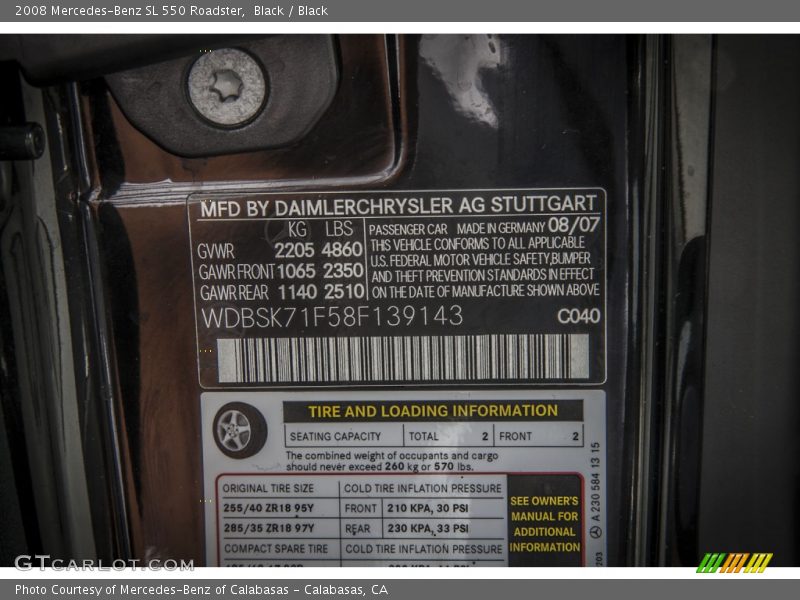 2008 Mercedes-Benz SL 550 Roadster, Black / Black
MFD BY DAIMLERCHRYSLER AG STUTTGART
KG LBS
GVWR 2205 4860
GAWR FRONT 1065 2350
GAWR REAR 1140 2510
PASSENGER CAR MADE IN GERMANY 08/07
THIS VEHICLE CONFORMS TO ALL APPLICABLE
U.S. FEDERAL MOTOR VEHICLE SAFETY,BUMPER
AND THEFT PREVENTION STANDARDS IN EFFECT
ON THE DATE OF MANUFACTURE SHOWN ABOVE
WDBSK71F58F139143 C040
TIRE AND LOADING INFORMATION
SEATING CAPACITY TOTAL 2 FRONT 2
The combined weight of occupants and cargo
should never exceed 260 kg or 570 lbs.
ORIGINAL TIRE SIZE COLD TIRE INFLATION PRESSURE
255/40 ZR18 95Y FRONT 210 KPA, 30 PSI
285/35 ZR18 97Y REAR 230 KPA, 33 PSI
COMPACT SPARE TIRE COLD TIRE INFLATION PRESSURE
SEE OWNER'S
MANUAL FOR
ADDITIONAL
INFORMATION
A 230 584 13 15
GTCARLOT.COM
Photo Courtesy of Mercedes-Benz of Calabasas - Calabasas, CA